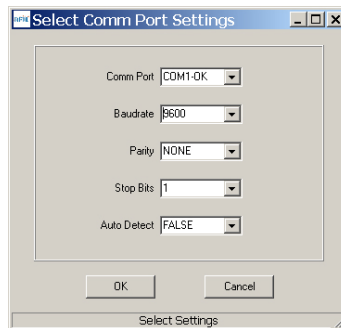 Select Comm Port Settings
Comm Port COM1-OK
Baudrate 9600
Parity NONE
Stop Bits 1
Auto Detect FALSE
OK Cancel
Select Settings